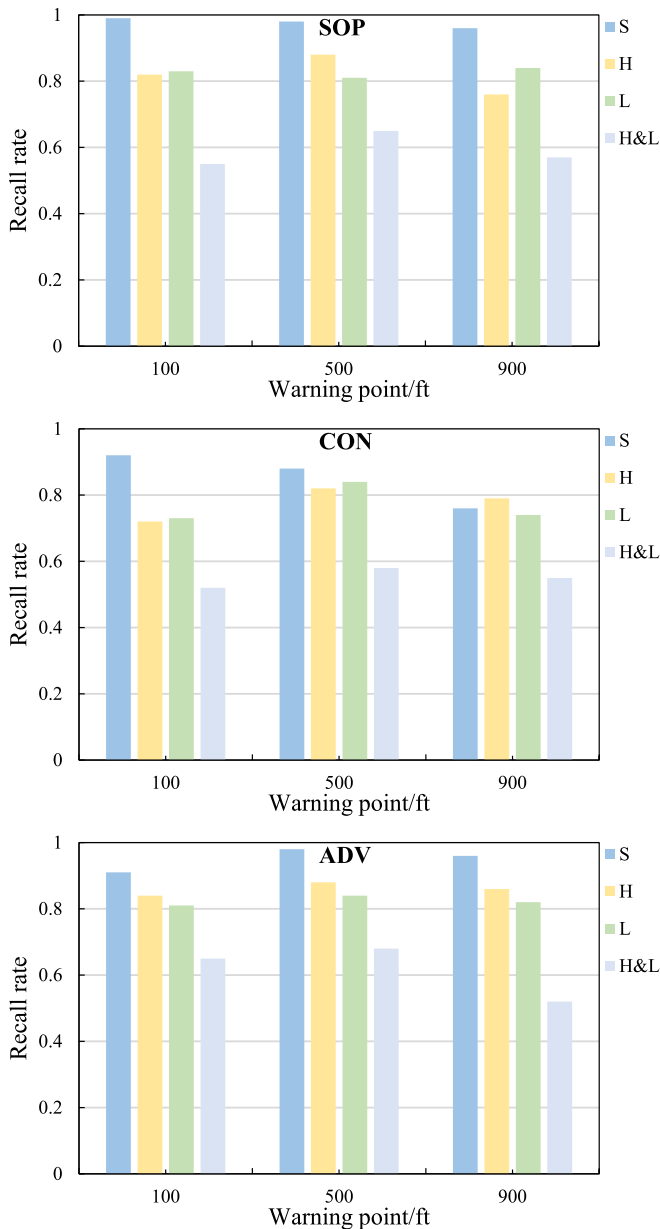 SOP
1
0.8
0.6
0.4
0.2
0
Recall rate
100
500
900
Warning point/ft
S
H
L
H&L
CON
1
0.8
0.6
0.4
0.2
0
Recall rate
100
500
900
Warning point/ft
S
H
L
H&L
ADV
1
0.8
0.6
0.4
0.2
0
Recall rate
100
500
900
Warning point/ft
S
H
L
H&L